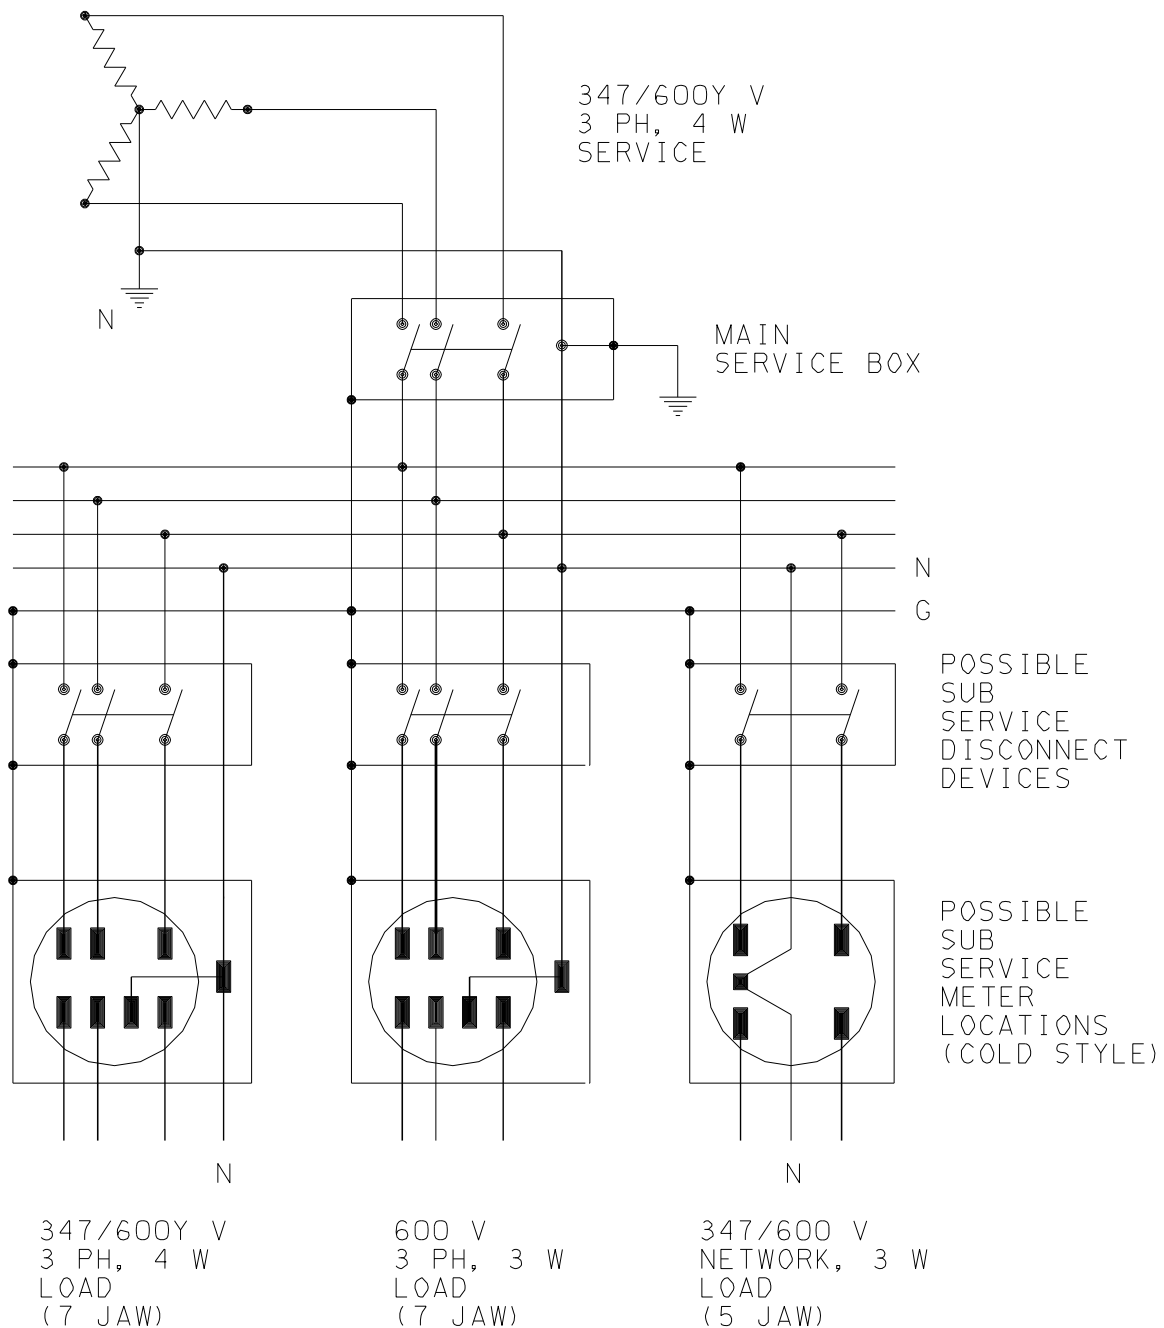 347/600Y V
3 PH, 4 W
SERVICE
N
MAIN
SERVICE BOX
N
G
POSSIBLE
SUB
SERVICE
DISCONNECT
DEVICES
POSSIBLE
SUB
SERVICE
METER
LOCATIONS
(COLD STYLE)
N
N
347/600Y V
3 PH, 4 W
LOAD
(7 JAW)
600 V
3 PH, 3 W
LOAD
(7 JAW)
347/600 V
NETWORK, 3 W
LOAD
(5 JAW)